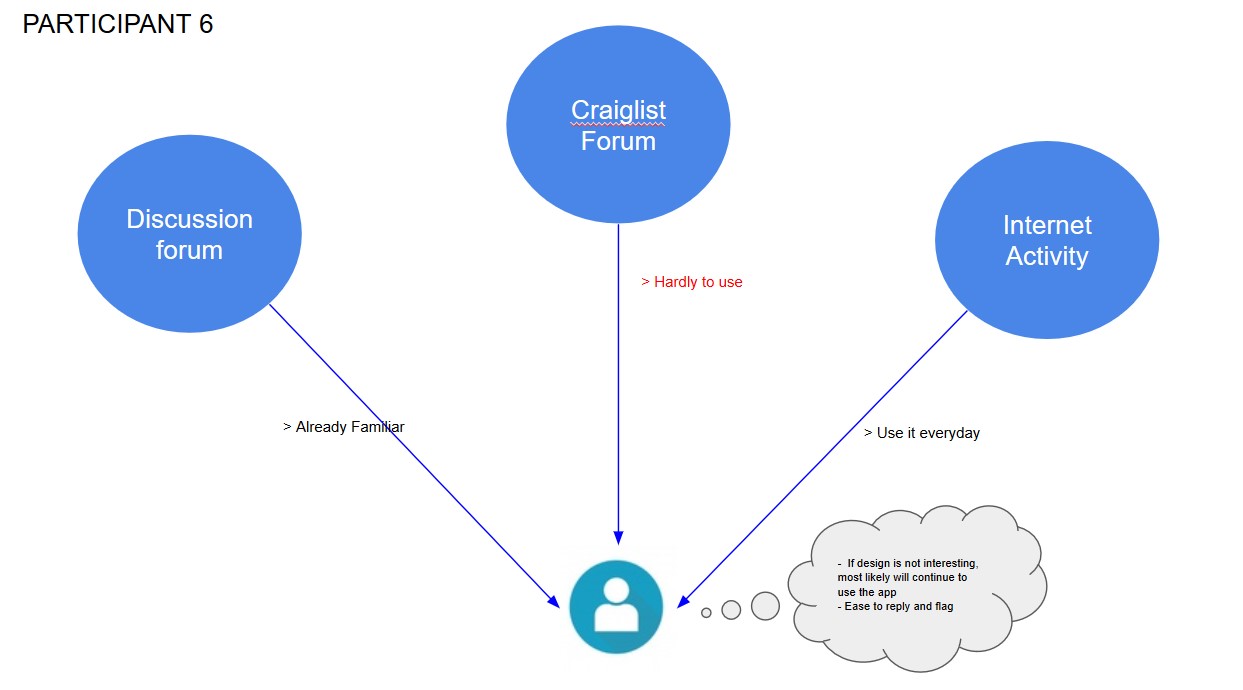 PARTICIPANT 6
Craiglist
Forum
Discussion
forum
Internet
Activity
> Hardly to use
> Already Familiar
> Use it everyday
- If design is not interesting,
most likely will continue to
use the app
- Ease to reply and flag